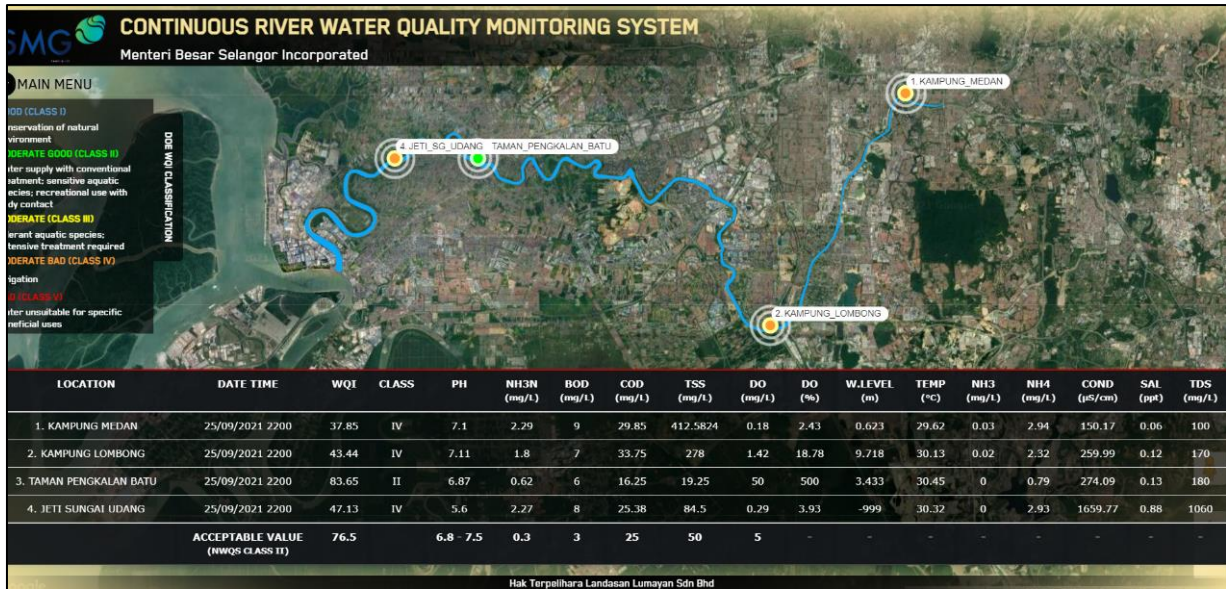 SMG
CONTINUOUS RIVER WATER QUALITY MONITORING SYSTEM
Menteri Besar Selangor Incorporated
MAIN MENU
OOD (CLASS I)
nservation of natural
vironment
ODERATE GOOD (CLASS II)
ter supply with conventional
eatment; sensitive aquatic
ecies; recreational use with
dy contact
ODERATE (CLASS III)
lerant aquatic species;
tensive treatment required
ODERATE BAD (CLASS IV)
igation
(CLASS V)
ter unsuitable for specific
neficial uses
DOE WQI CLASSIFICATION
1. KAMPUNG_MEDAN
4. JETI_SG_UDANG TAMAN_PENGKALAN_BATU
2. KAMPUNG_LOMBONG
LOCATION DATE TIME WQI CLASS PH NH3N (mg/L) BOD (mg/L) COD (mg/L) TSS (mg/L) DO (mg/L) DO (%) W.LEVEL (m) TEMP (°C) NH3 (mg/L) NH4 (mg/L) COND (µS/cm) SAL (ppt) TDS (mg/L)
1. KAMPUNG MEDAN 25/09/2021 2200 37.85 IV 7.1 2.29 9 29.85 412.5824 0.18 2.43 0.623 29.62 0.03 2.94 150.17 0.06 100
2. KAMPUNG LOMBONG 25/09/2021 2200 43.44 IV 7.11 1.8 7 33.75 278 1.42 18.78 9.718 30.13 0.02 2.32 259.99 0.12 170
3. TAMAN PENGKALAN BATU 25/09/2021 2200 83.65 II 6.87 0.62 6 16.25 19.25 50 500 3.433 30.45 0 0.79 274.09 0.13 180
4. JETI SUNGAI UDANG 25/09/2021 2200 47.13 IV 5.6 2.27 8 25.38 84.5 0.29 3.93 -999 30.32 0 2.93 1659.77 0.88 1060
ACCEPTABLE VALUE 76.5 6.8 - 7.5 0.3 3 25 50 5 - - - - - - - -
(NWQS CLASS II)
Hak Terpelihara Landasan Lumayan Sdn Bhd